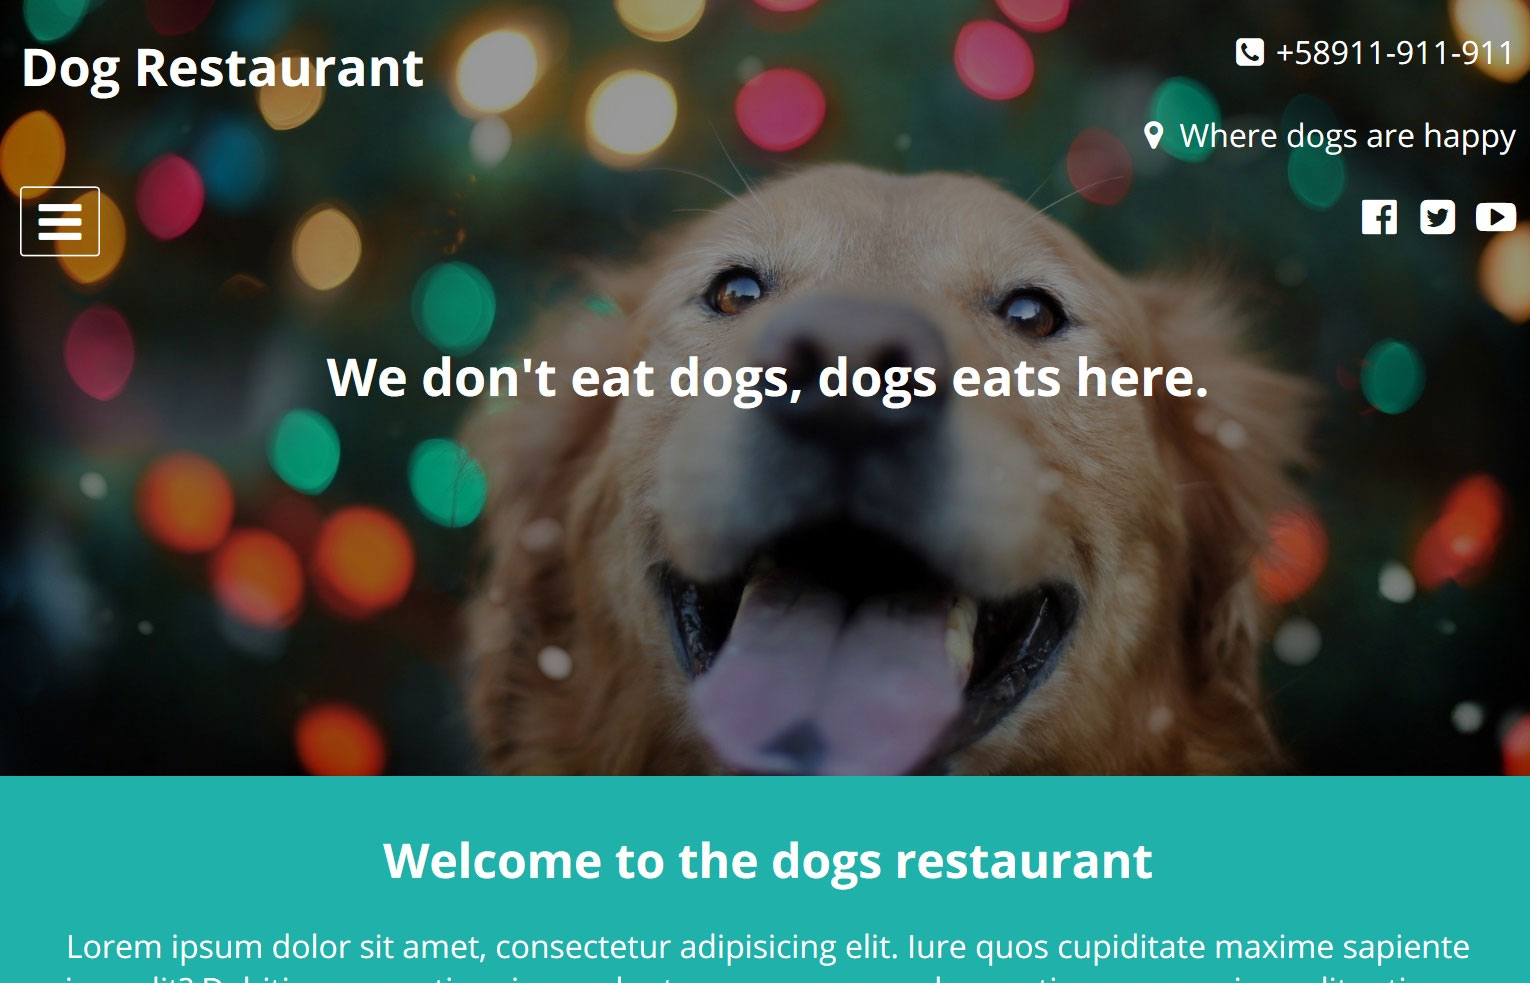 Dog Restaurant
+58911-911-911
Where dogs are happy
We don't eat dogs, dogs eats here.
Welcome to the dogs restaurant
Lorem ipsum dolor sit amet, consectetur adipisicing elit. Iure quos cupiditate maxime sapiente